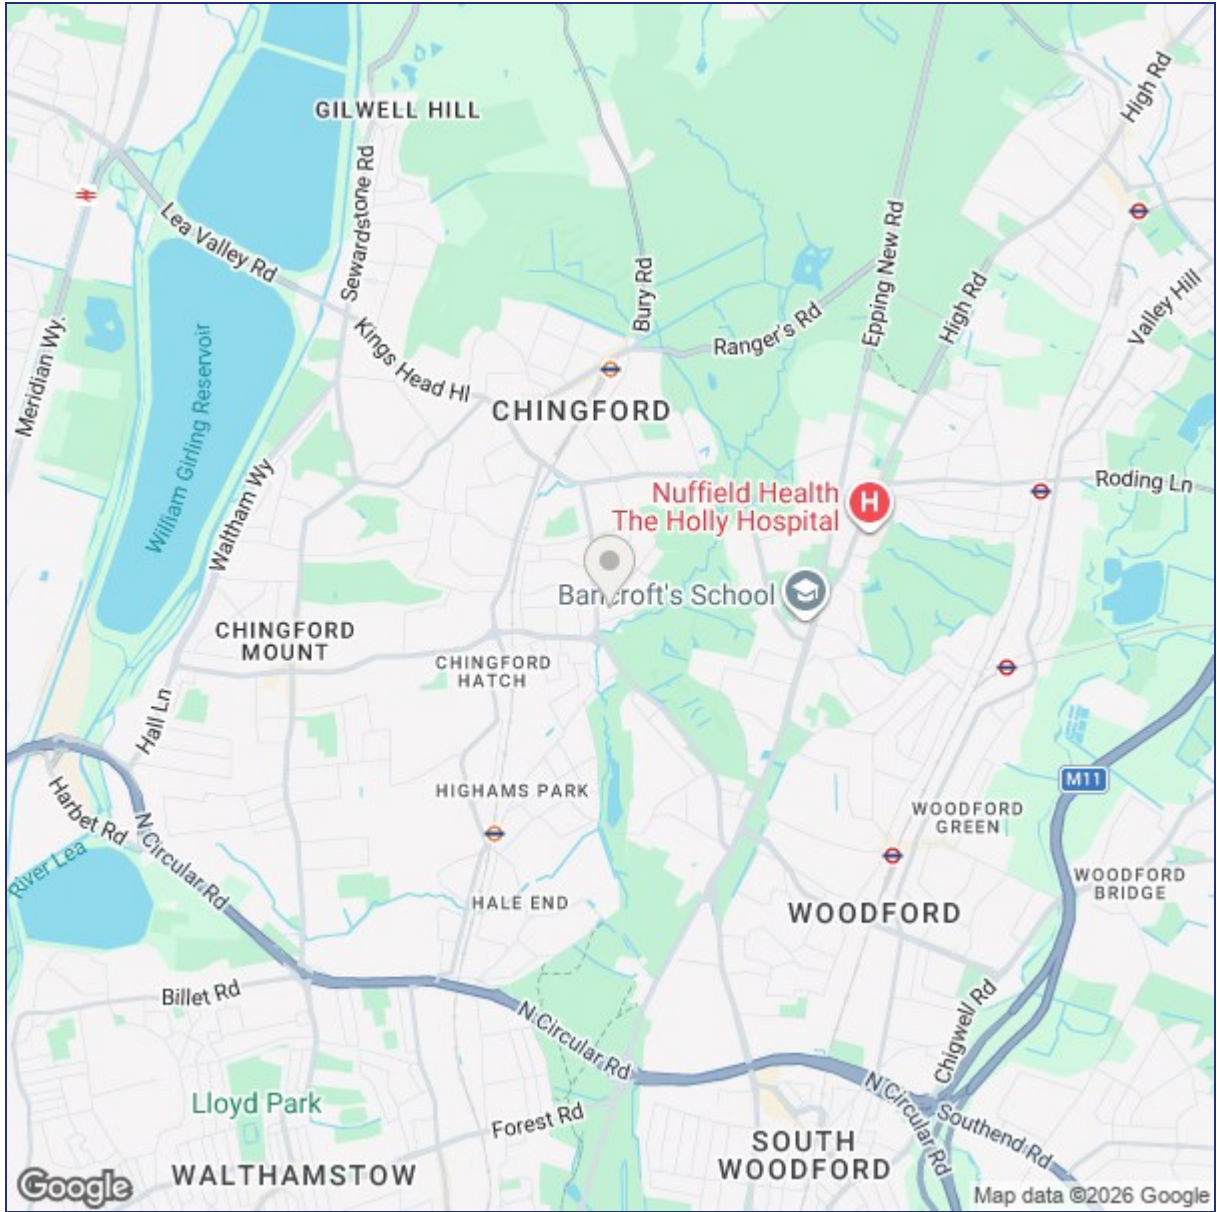 High Rd
GILWELL HILL
Sewardstone Rd
Lea Valley Rd
Epping New Rd
Bury Rd
High Rd
Valley Hill
Ranger's Rd
Meridian Wy.
William Girling Reservoir
Kings Head Hl
CHINGFORD
Waltham Wy
Roding Ln
Nuffield Health
The Holly Hospital
H
Bancroft's School
CHINGFORD
MOUNT
CHINGFORD
HATCH
Hall Ln
M11
Harbet Rd
N Circular Rd
HIGHAMS PARK
WOODFORD
GREEN
River Lea
WOODFORD
BRIDGE
HALE END
WOODFORD
Billet Rd
N Circular Rd
Chigwell Rd
Lloyd Park
Forest Rd
N Circular Rd
Southend Rd
SOUTH
WOODFORD
WALTHAMSTOW
Google
Map data ©2026 Google